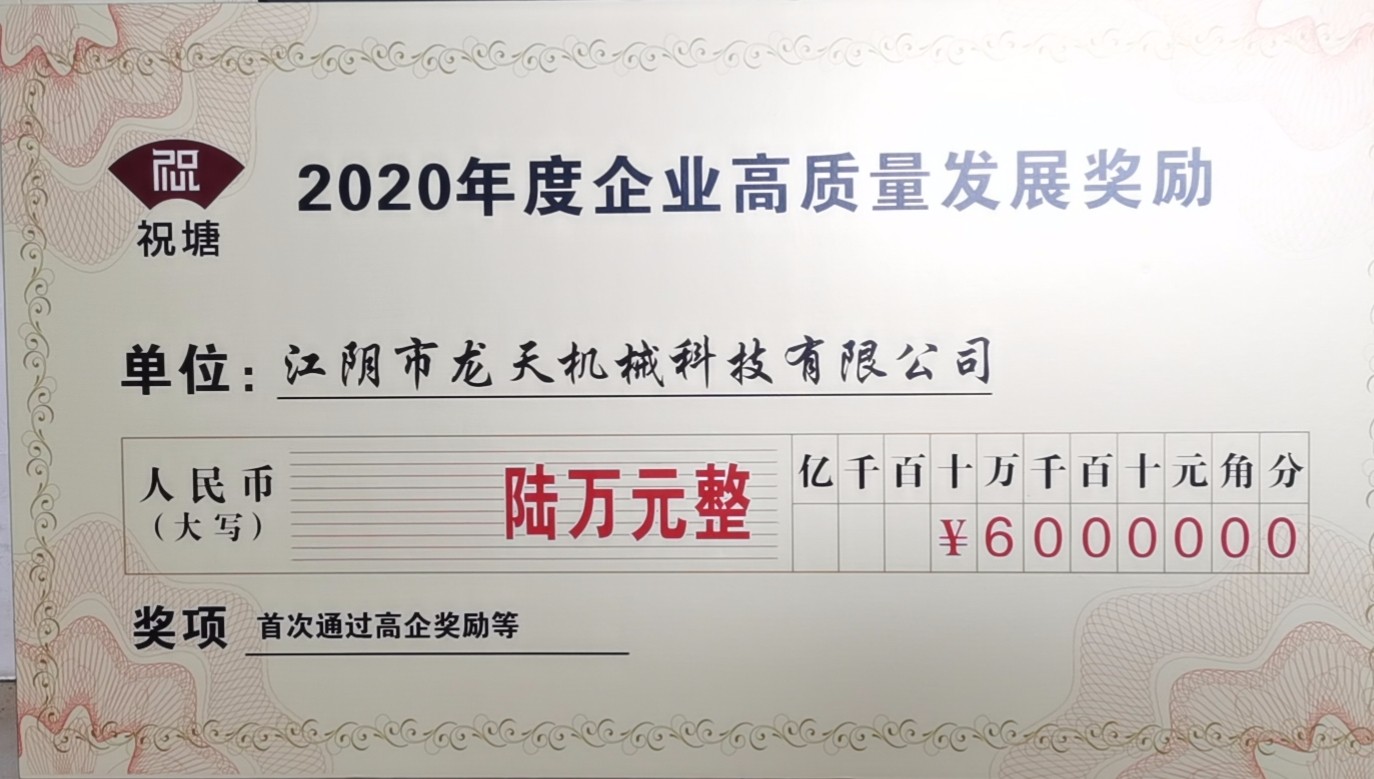 祝
祝塘
2020年度企业高质量发展奖励
单位:江阴市龙天机械科技有限公司
人民币
(大写)
陆万元整
亿千百十万千百十元角分
¥6000000
奖项 首次通过高企奖励等